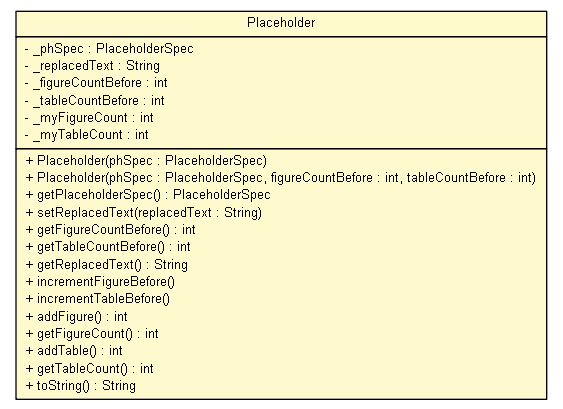 Placeholder
- _phSpec : PlaceholderSpec
- _replacedText : String
- _figureCountBefore : int
- _tableCountBefore : int
- _myFigureCount : int
- _myTableCount : int
+ Placeholder(phSpec : PlaceholderSpec)
+ Placeholder(phSpec : PlaceholderSpec, figureCountBefore : int, tableCountBefore : int)
+ getPlaceholderSpec() : PlaceholderSpec
+ setReplacedText(replacedText : String)
+ getFigureCountBefore() : int
+ getTableCountBefore() : int
+ getReplacedText() : String
+ incrementFigureBefore()
+ incrementTableBefore()
+ addFigure() : int
+ getFigureCount() : int
+ addTable() : int
+ getTableCount() : int
+ toString() : String